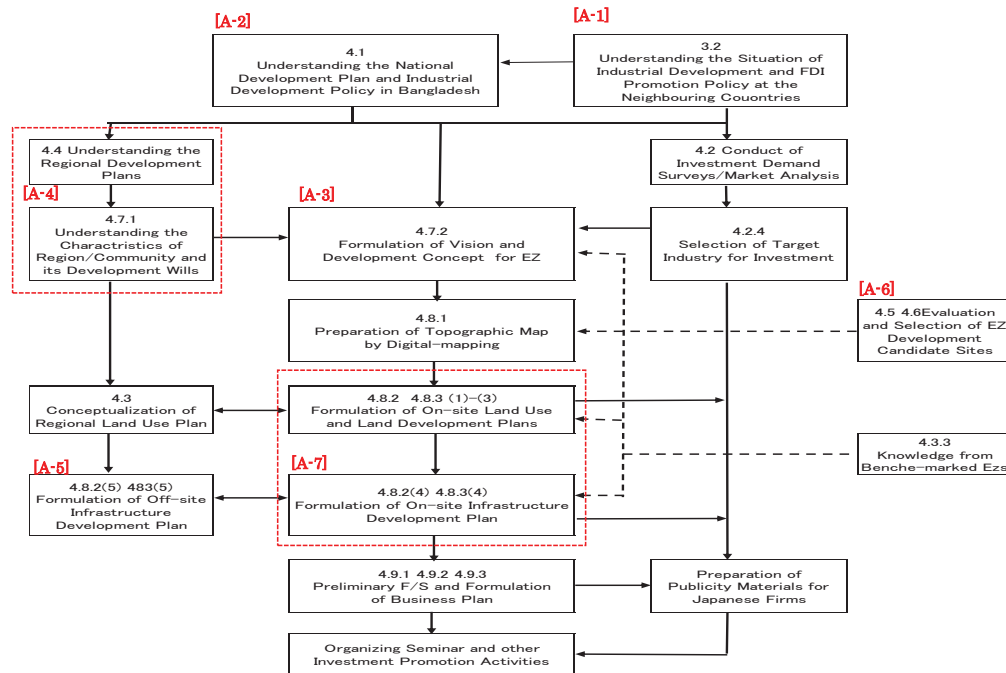 [A-2]
[A-1]
4.1
Understanding the National
Development Plan and Industrial
Development Policy in Bangladesh
3.2
Understanding the Situation of
Industrial Development and FDI
Promotion Policy at the
Neighbouring Couontries
4.4 Understanding the
Regional Development
Plans
4.2 Conduct of
Investment Demand
Surveys/Market Analysis
[A-4]
[A-3]
4.7.1
Understanding the
Charactristics of
Region/Community and
its Development Wills
4.7.2
Formulation of Vision and
Development Concept for EZ
4.2.4
Selection of Target
Industry for Investment
[A-6]
4.8.1
Preparation of Topographic Map
by Digital-mapping
4.5 4.6Evaluation
and Selection of EZ
Development
Candidate Sites
4.3
Conceptualization of
Regional Land Use Plan
4.8.2 4.8.3 (1)-(3)
Formulation of On-site Land Use
and Land Development Plans
4.3.3
Knowledge from
Benche-marked Ezs
[A-5]
[A-7]
4.8.2(5) 483(5)
Formulation of Off-site
Infrastructure
Development Plan
4.8.2(4) 4.8.3(4)
Formulation of On-site Infrastructure
Development Plan
4.9.1 4.9.2 4.9.3
Preliminary F/S and Formulation
of Business Plan
Preparation of
Publicity Materials for
Japanese Firms
Organizing Seminar and other
Investment Promotion Activities